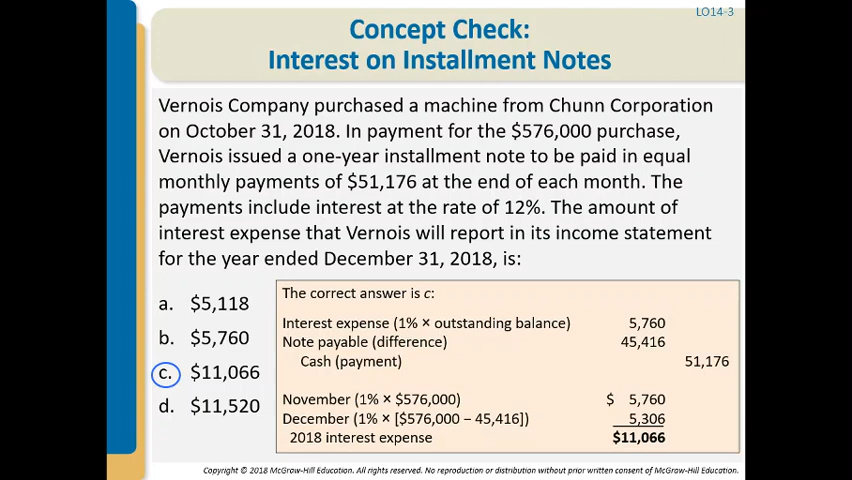 LO14-3
Concept Check:
Interest on Installment Notes
Vernois Company purchased a machine from Chunn Corporation
on October 31, 2018. In payment for the $576,000 purchase,
Vernois issued a one-year installment note to be paid in equal
monthly payments of $51,176 at the end of each month. The
payments include interest at the rate of 12%. The amount of
interest expense that Vernois will report in its income statement
for the year ended December 31, 2018, is:
a. $5,118
b. $5,760
c. $11,066
d. $11,520
The correct answer is c:
Interest expense (1% × outstanding balance) 5,760
Note payable (difference) 45,416
Cash (payment) 51,176
November (1% × $576,000) $ 5,760
December (1% × [$576,000 − 45,416]) 5,306
2018 interest expense $11,066
Copyright © 2018 McGraw-Hill Education. All rights reserved. No reproduction or distribution without prior written consent of McGraw-Hill Education.